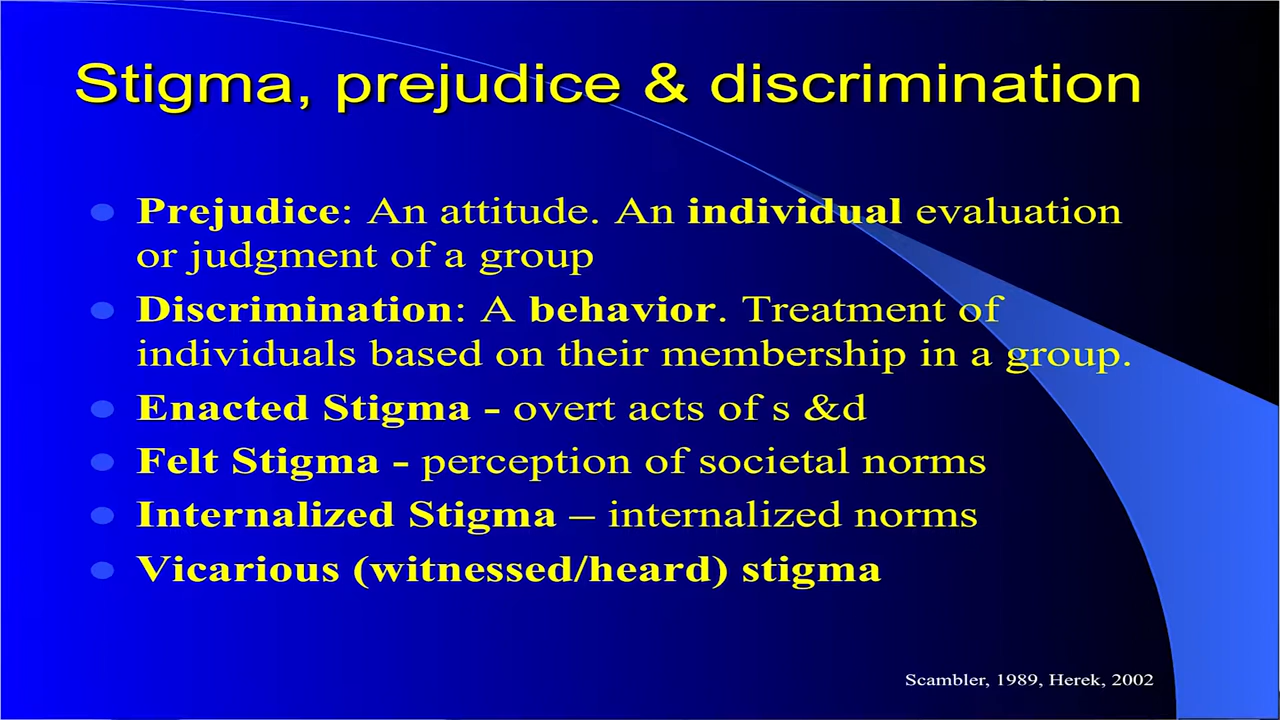 Stigma, prejudice & discrimination
Prejudice: An attitude. An individual evaluation
or judgment of a group
Discrimination: A behavior. Treatment of
individuals based on their membership in a group.
Enacted Stigma - overt acts of s &d
Felt Stigma - perception of societal norms
Internalized Stigma – internalized norms
Vicarious (witnessed/heard) stigma
Scambler, 1989, Herek, 2002